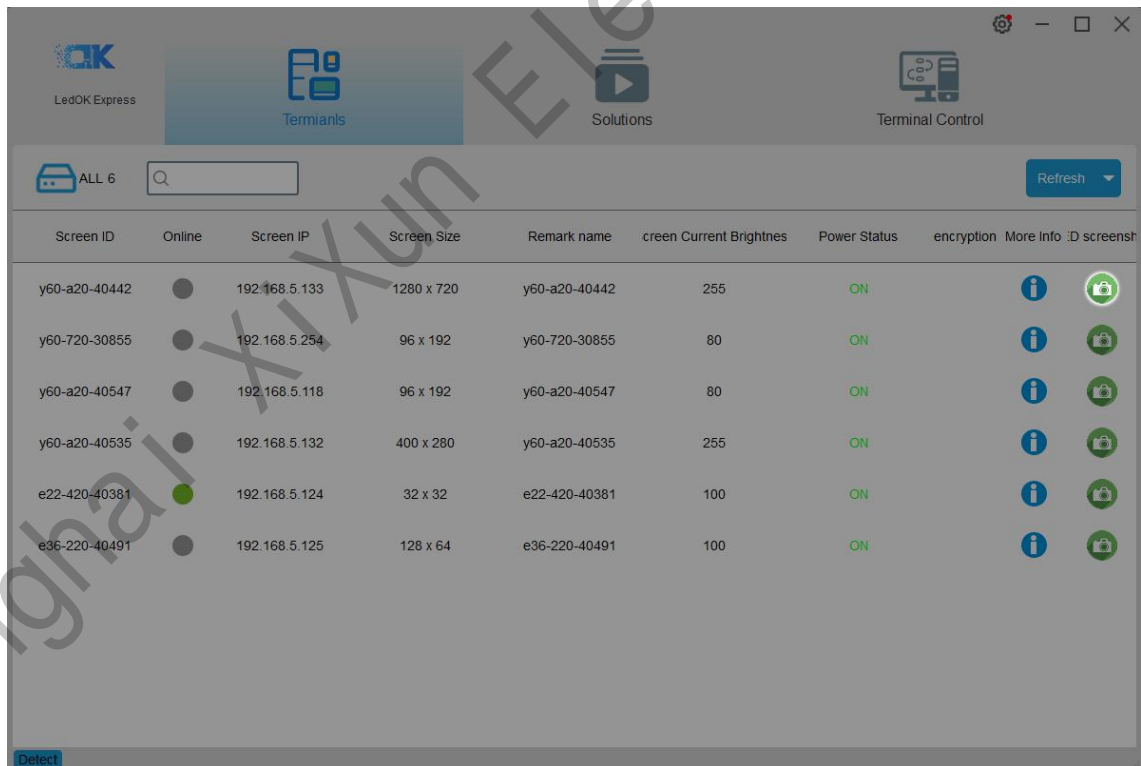 LedOK Express
Termianls
Solutions
Terminal Control
ALL 6
Refresh
Screen ID Online Screen IP Screen Size Remark name creen Current Brightnes Power Status encryption More Info :D screensh
y60-a20-40442 192.168.5.133 1280 x 720 y60-a20-40442 255 ON
y60-720-30855 192.168.5.254 96 x 192 y60-720-30855 80 ON
y60-a20-40547 192.168.5.118 96 x 192 y60-a20-40547 80 ON
y60-a20-40535 192.168.5.132 400 x 280 y60-a20-40535 255 ON
e22-420-40381 192.168.5.124 32 x 32 e22-420-40381 100 ON
e36-220-40491 192.168.5.125 128 x 64 e36-220-40491 100 ON
Detect
nghai XiXun Ele